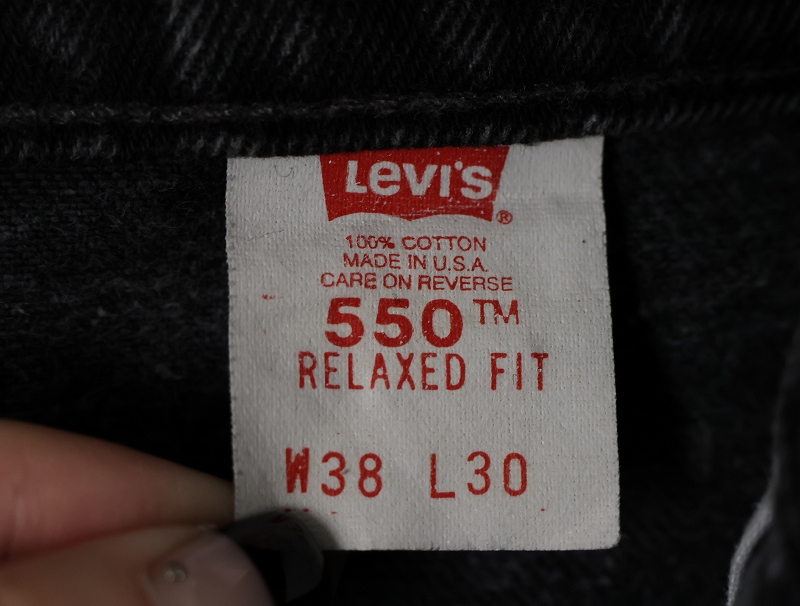 Levi's®
100% COTTON
MADE IN U.S.A.
CARE ON REVERSE
550™
RELAXED FIT
W38 L30